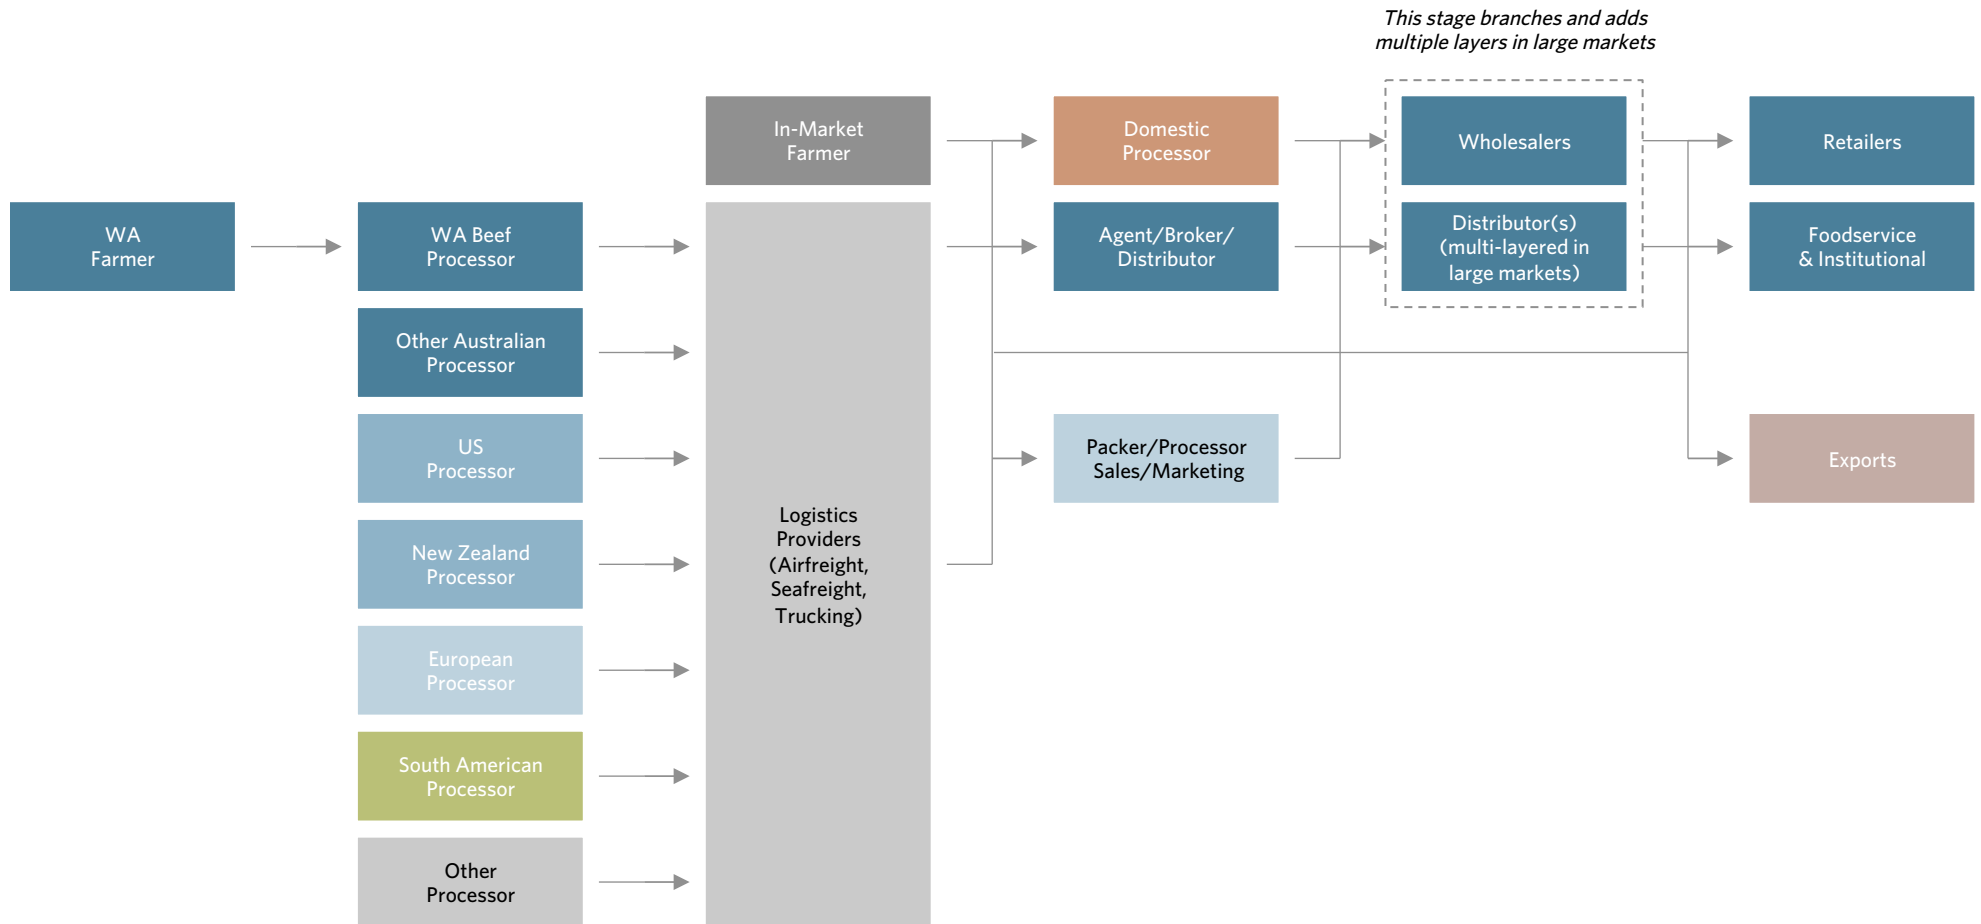 This stage branches and adds
multiple layers in large markets
In-Market
Farmer
Domestic
Processor
Wholesalers
Retailers
WA
Farmer
WA Beef
Processor
Agent/Broker/
Distributor
Distributor(s)
(multi-layered in
large markets)
Foodservice
& Institutional
Other Australian
Processor
US
Processor
Packer/Processor
Sales/Marketing
Exports
New Zealand
Processor
Logistics
Providers
(Airfreight,
Seafreight,
Trucking)
European
Processor
South American
Processor
Other
Processor